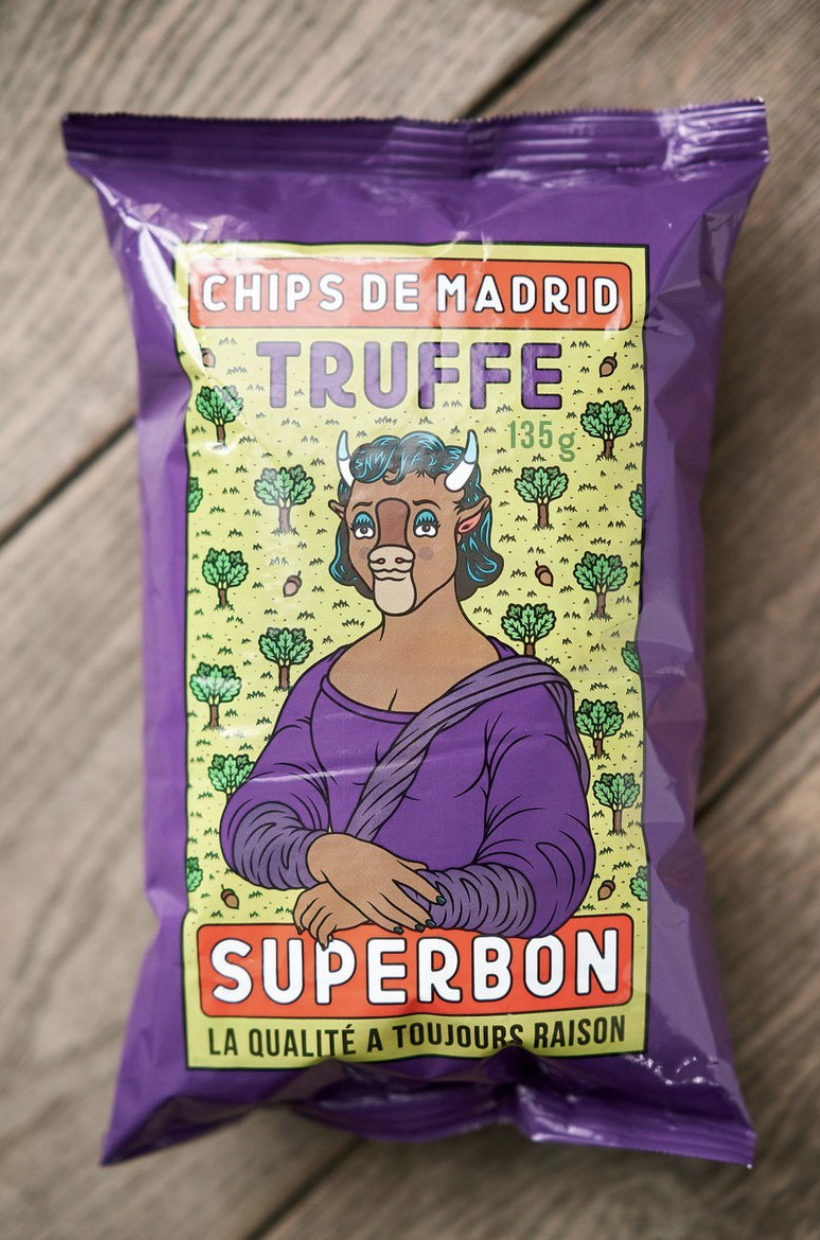 CHIPS DE MADRID
TRUFFE
135g
SUPERBON
LA QUALITÉ A TOUJOURS RAISON